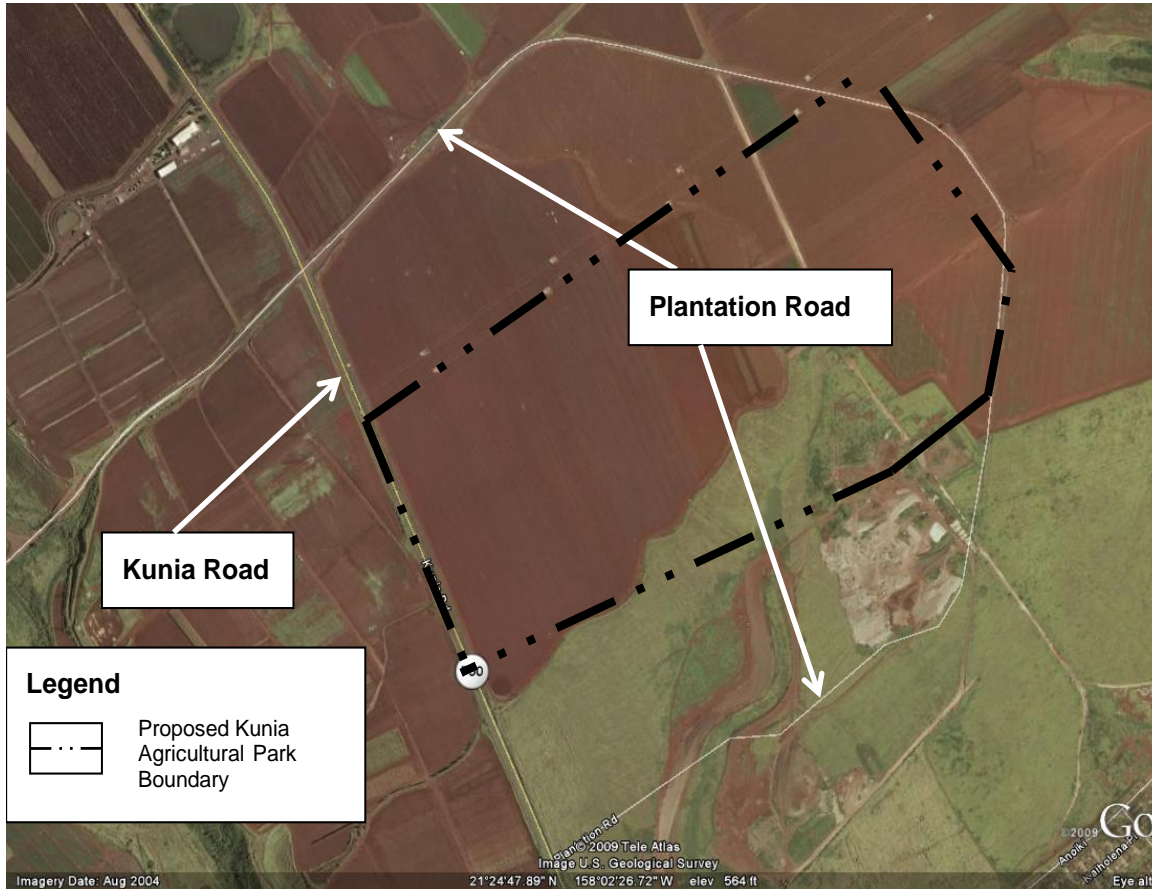 Plantation Road
Kunia Road
Legend
Proposed Kunia
Agricultural Park
Boundary
Plantation Rd
© 2009 Tele Atlas
Image U.S. Geological Survey
©2009
Imagery Date: Aug 2004
21°24'47.89" N 158°02'26.72" W elev 564 ft
Eye alt
Anoiki